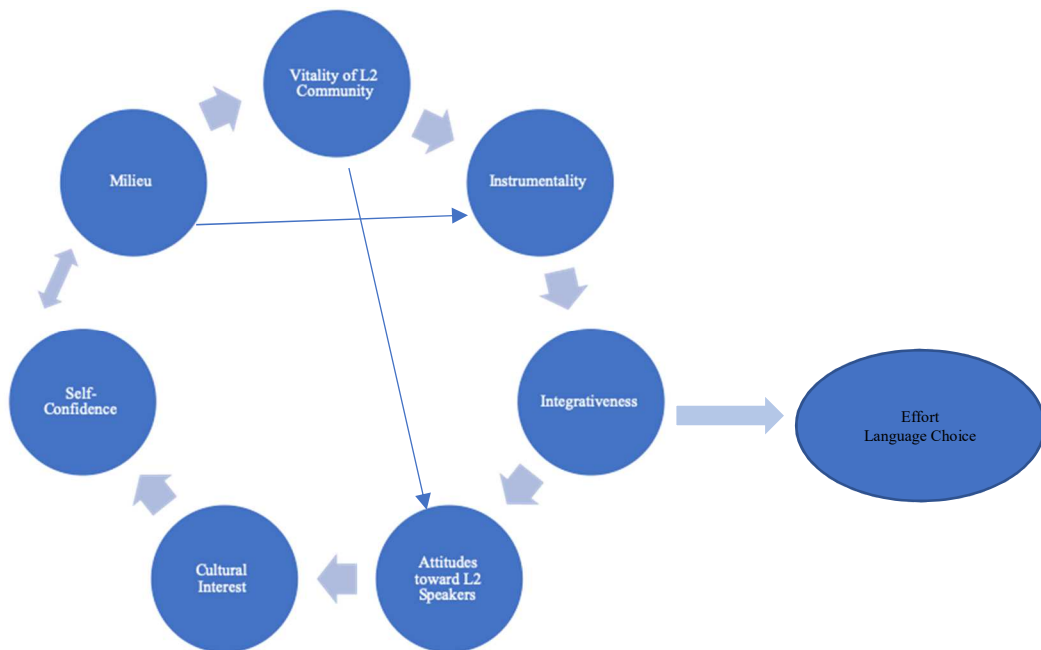 Vitality of L2
Community
Milieu
Instrumentality
Self-
Confidence
Integrativeness
Effort
Language Choice
Cultural
Interest
Attitudes
toward L2
Speakers